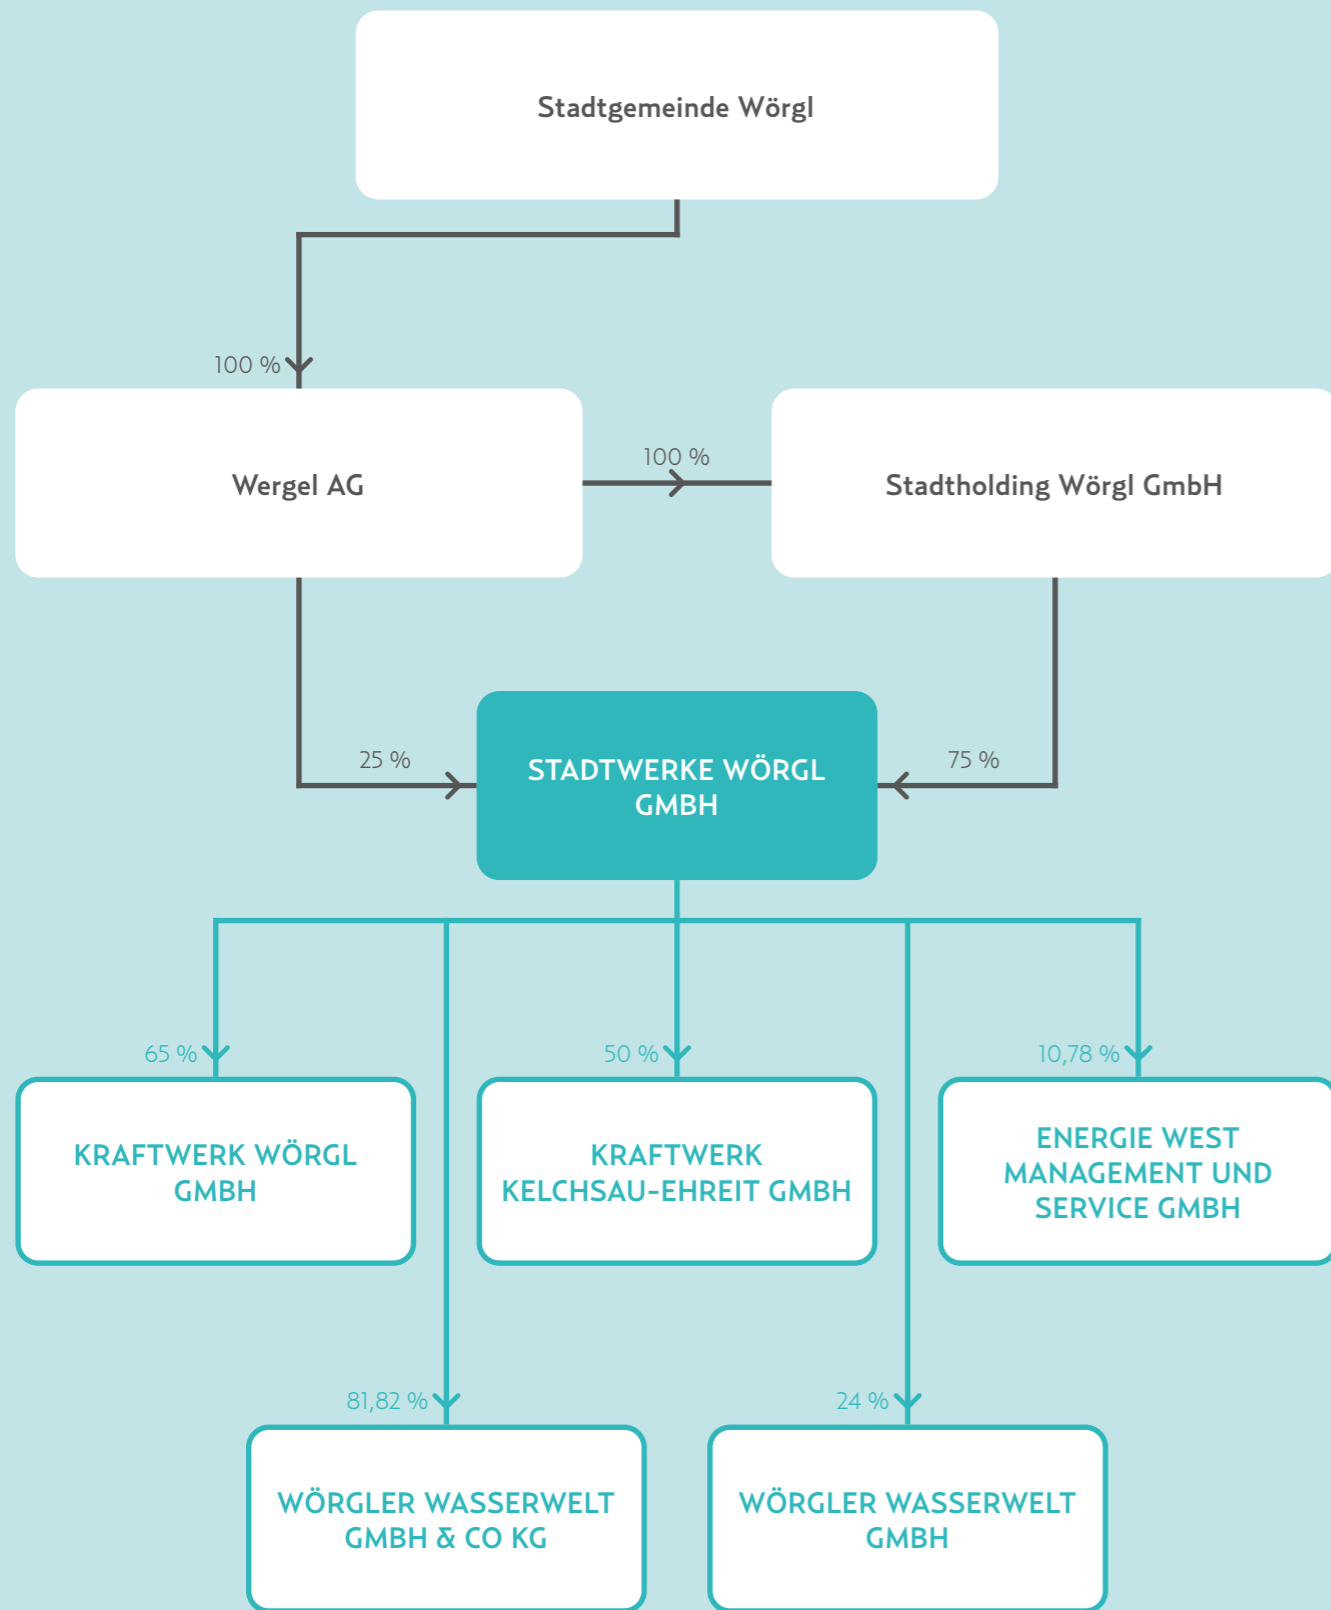 Stadtgemeinde Wörgl
100 %
Wergel AG
100 %
Stadtholding Wörgl GmbH
25 %
STADTWERKE WÖRGL
GMBH
75 %
65 %
50 %
10,78 %
KRAFTWERK WÖRGL
GMBH
KRAFTWERK
KELCHSAU-EHREIT GMBH
ENERGIE WEST
MANAGEMENT UND
SERVICE GMBH
81,82 %
24 %
WÖRGLER WASSERWELT
GMBH & CO KG
WÖRGLER WASSERWELT
GMBH